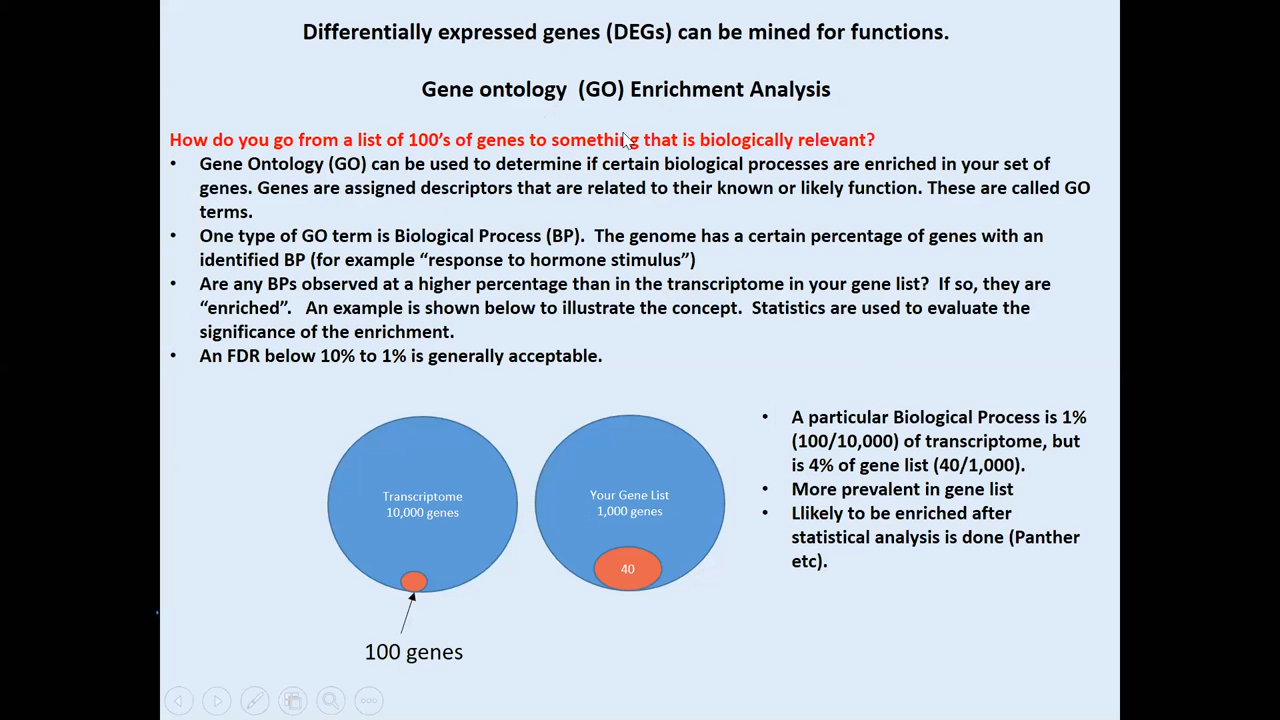 Differentially expressed genes (DEGs) can be mined for functions.
Gene ontology  (GO) Enrichment Analysis
How do you go from a list of 100’s of genes to something that is biologically relevant?
• Gene Ontology (GO) can be used to determine if certain biological processes are enriched in your set of
genes. Genes are assigned descriptors that are related to their known or likely function. These are called GO
terms.
• One type of GO term is Biological Process (BP).  The genome has a certain percentage of genes with an
identified BP (for example “response to hormone stimulus”)
• Are any BPs observed at a higher percentage than in the transcriptome in your gene list?  If so, they are
“enriched”.   An example is shown below to illustrate the concept.  Statistics are used to evaluate the
significance of the enrichment.
• An FDR below 10% to 1% is generally acceptable.
Transcriptome
10,000 genes
100 genes
Your Gene List
1,000 genes
40
• A particular Biological Process is 1%
(100/10,000) of transcriptome, but
is 4% of gene list (40/1,000).
• More prevalent in gene list
• Llikely to be enriched after
statistical analysis is done (Panther
etc).